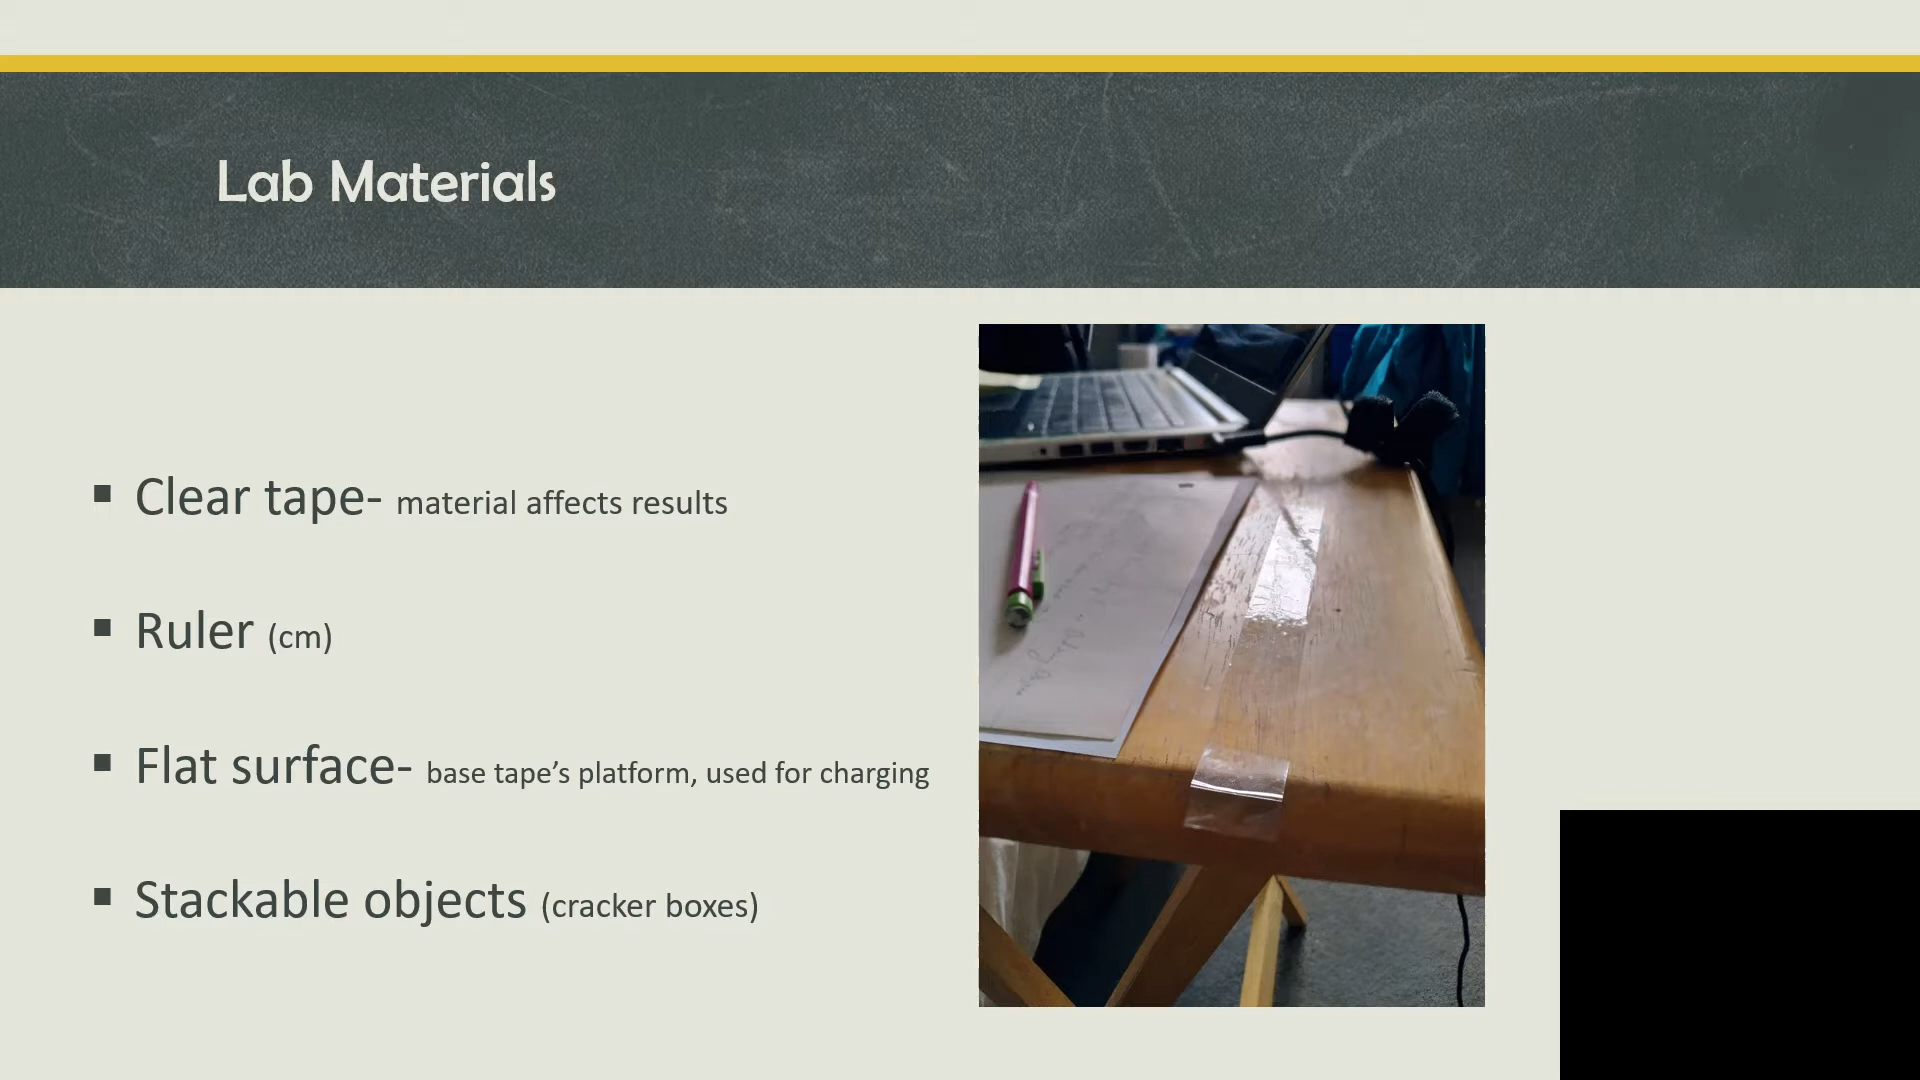 Lab Materials
Clear tape- material affects results
Ruler (cm)
Flat surface- base tape’s platform, used for charging
Stackable objects (cracker boxes)